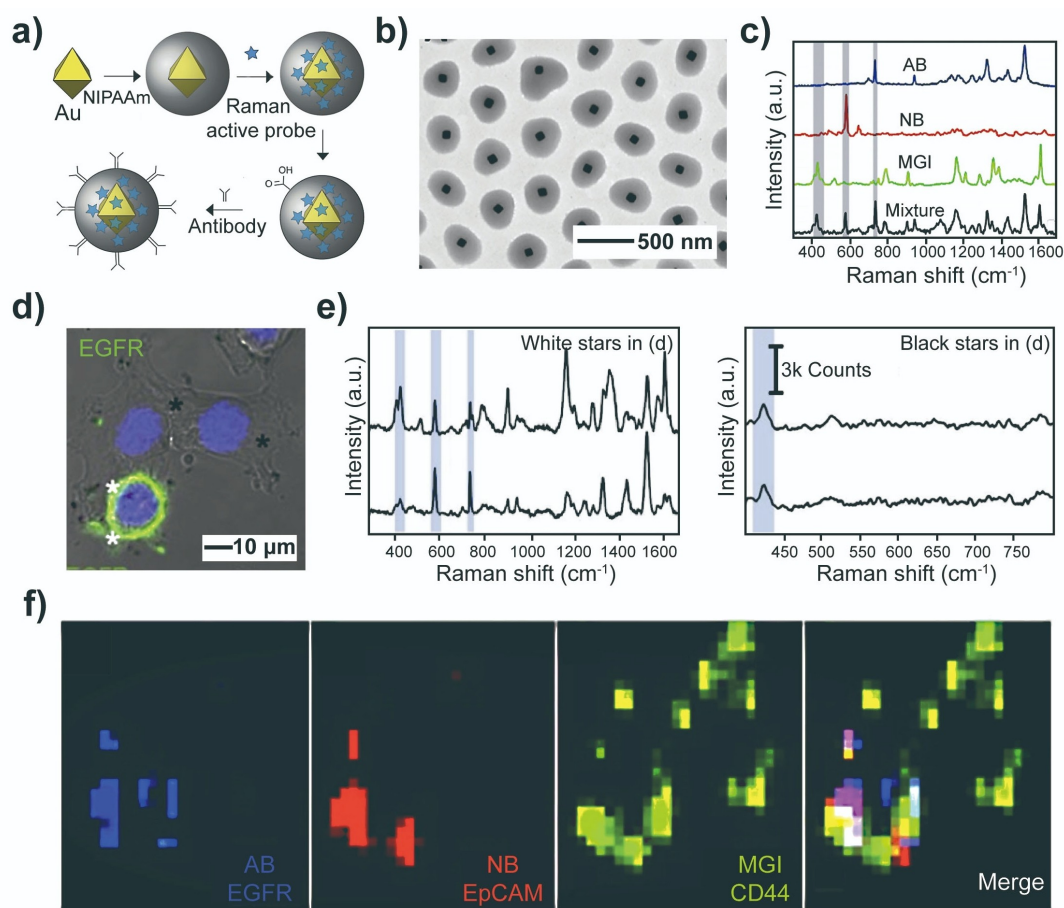 a)
Au
NIPAAm
Raman
active probe
OH
O
Antibody
b)
500 nm
c)
Intensity (a.u.)
AB
NB
MGI
Mixture
400 600 800 1000 1200 1400 1600
Raman shift (cm⁻¹)
d)
EGFR
10 µm
e)
Intensity (a.u.)
White stars in (d)
400 600 800 1000 1200 1400 1600
Raman shift (cm⁻¹)
Intensity (a.u.)
Black stars in (d)
3k Counts
450 500 550 600 650 700 750
Raman shift (cm⁻¹)
f)
AB
EGFR
NB
EpCAM
MGI
CD44
Merge